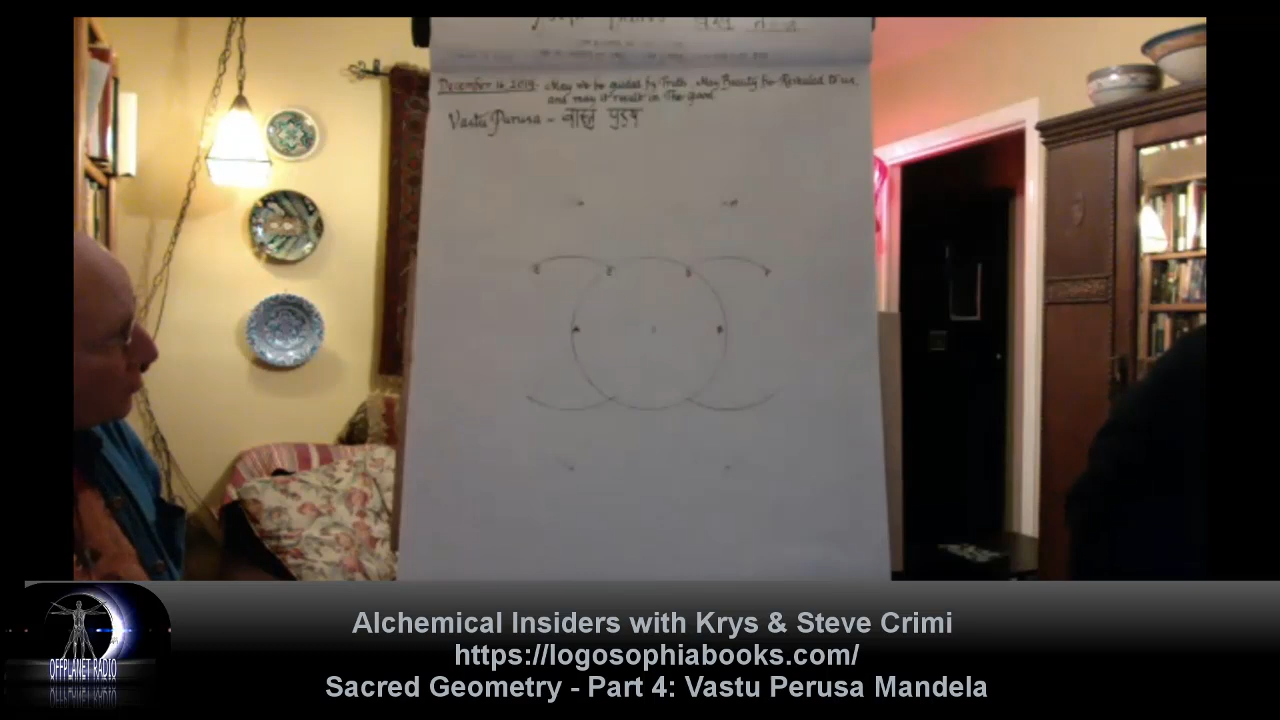 December 16 2019- May we be guided by Truth May Beauty be Revealed to us,
and may it result in The Good
Vastu Purusa - वास्तु पुरुष
A
B
OFFPLANET RADIO
Alchemical Insiders with Krys & Steve Crimi
https://logosophiabooks.com/
Sacred Geometry - Part 4: Vastu Perusa Mandela